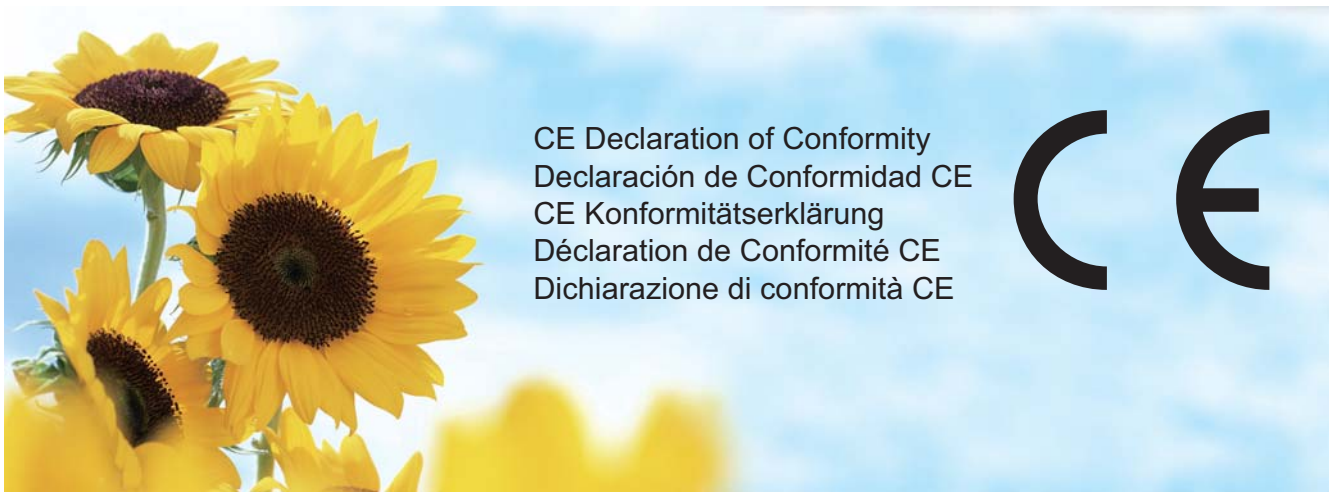 CE Declaration of Conformity
Declaración de Conformidad CE
CE Konformitätserklärung
Déclaration de Conformité CE
Dichiarazione di conformità CE
CE